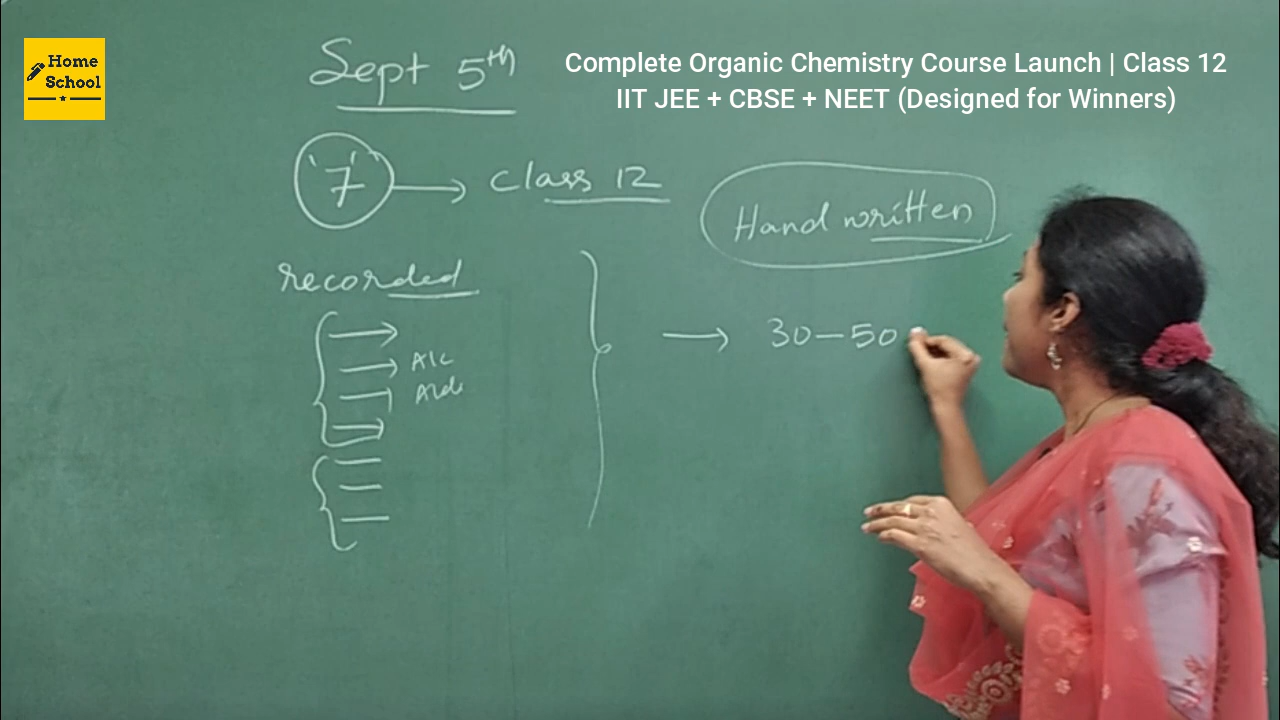 Home
School
Complete Organic Chemistry Course Launch | Class 12
IIT JEE + CBSE + NEET (Designed for Winners)
Sept 5th
'7' → Class 12
Hand written
recorded
Alc
Ald
→ 30-50